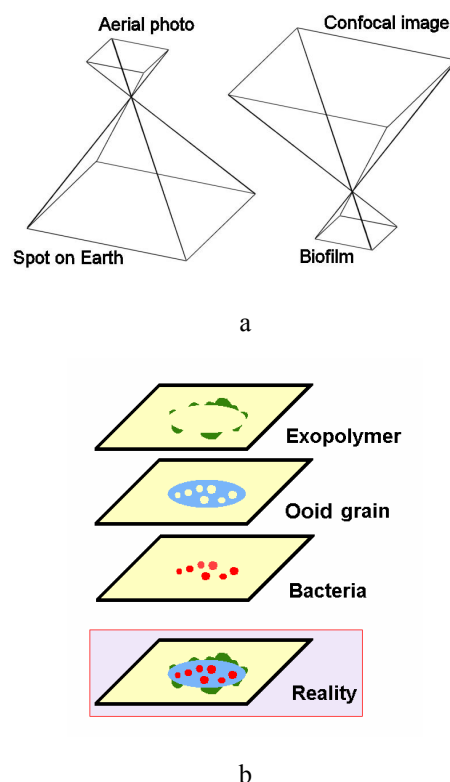 Aerial photo
Confocal image
Spot on Earth
Biofilm
a
Exopolymer
Ooid grain
Bacteria
Reality
b